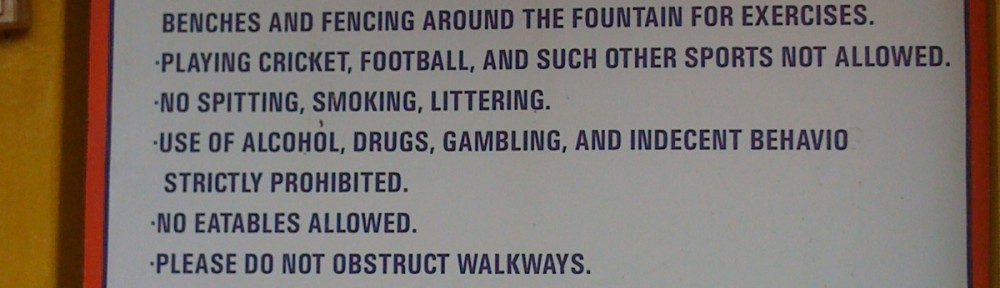 BENCHES AND FENCING AROUND THE FOUNTAIN FOR EXERCISES.
·PLAYING CRICKET, FOOTBALL, AND SUCH OTHER SPORTS NOT ALLOWED.
·NO SPITTING, SMOKING, LITTERING.
·USE OF ALCOHOL, DRUGS, GAMBLING, AND INDECENT BEHAVIO
STRICTLY PROHIBITED.
·NO EATABLES ALLOWED.
·PLEASE DO NOT OBSTRUCT WALKWAYS.